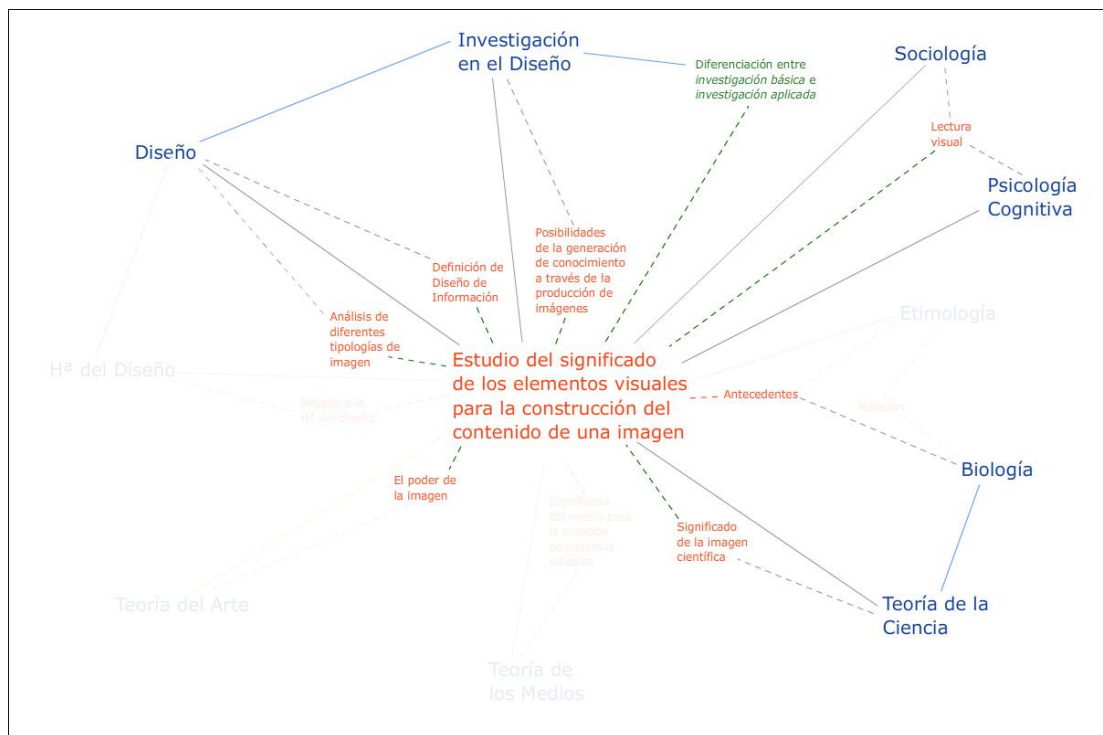 Investigación
en el Diseño
Sociología
Diferenciación entre
investigación básica e
investigación aplicada
Lectura
visual
Diseño
Psicología
Cognitiva
Posibilidades
de la generación
de conocimiento
a través de la
producción de
imágenes
Definición de
Diseño de
Información
Etimología
Análisis de
diferentes
tipologías de
imagen
Hª del Diseño
Estudio del significado
de los elementos visuales
para la construcción del
contenido de una imagen
Antecedentes
Repaso a la
Hª del diseño
Relación
Biología
El poder de
la imagen
Significado
del medio para
la creación
de sistemas
visuales
Significado
de la imagen
científica
Teoría del Arte
Teoría de la
Ciencia
Teoría de
los Medios